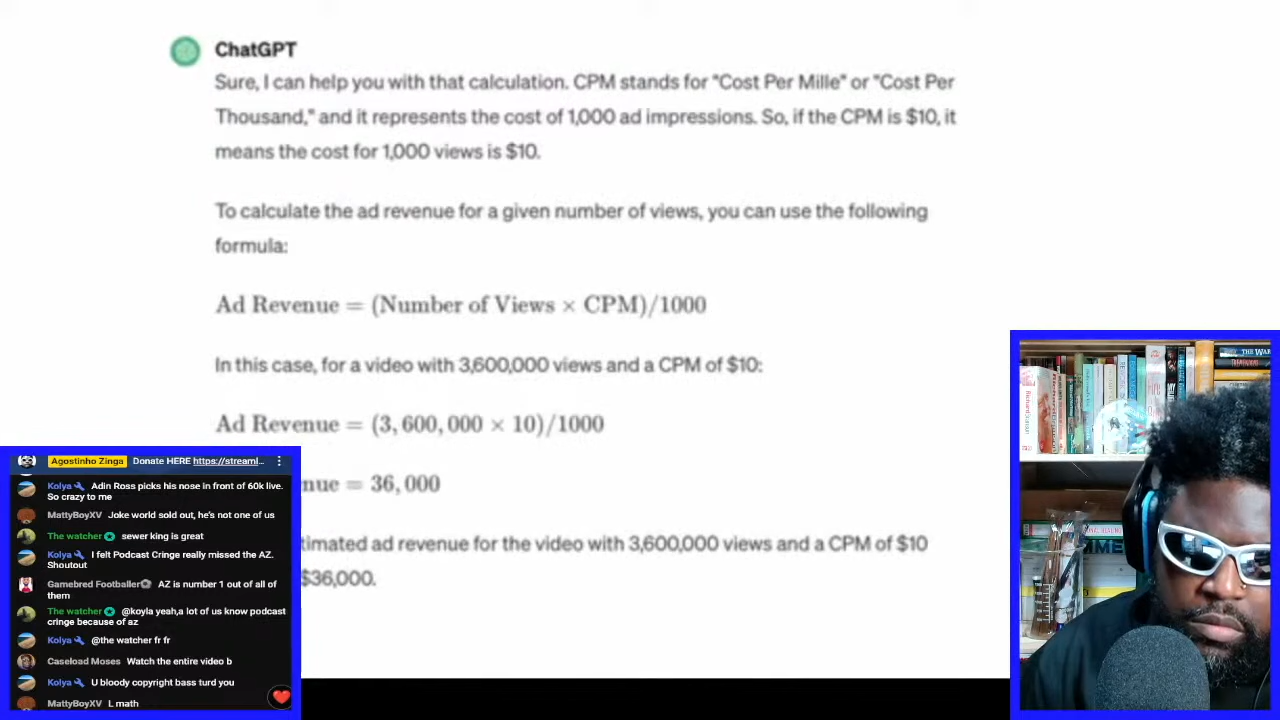 ChatGPT
Sure, I can help you with that calculation. CPM stands for "Cost Per Mille" or "Cost Per
Thousand," and it represents the cost of 1,000 ad impressions. So, if the CPM is $10, it
means the cost for 1,000 views is $10.
To calculate the ad revenue for a given number of views, you can use the following
formula:
Ad Revenue = (Number of Views × CPM)/1000
In this case, for a video with 3,600,000 views and a CPM of $10:
Ad Revenue = (3, 600, 000 × 10)/1000
nue = 36, 000
timated ad revenue for the video with 3,600,000 views and a CPM of $10
$36,000.
Agostinho Zinga Donate HERE https://streaml...
Kolya Adin Ross picks his nose in front of 60k live.
So crazy to me
MattyBoyXV Joke world sold out, he's not one of us
The watcher sewer king is great
Kolya I felt Podcast Cringe really missed the AZ.
Shoutout
Gamebred Footballer AZ is number 1 out of all of
them
The watcher @koyla yeah,a lot of us know podcast
cringe because of az
Kolya @the watcher fr fr
Caseload Moses Watch the entire video b
Kolya U bloody copyright bass turd you
MattyBoyXV L math
THE WAR